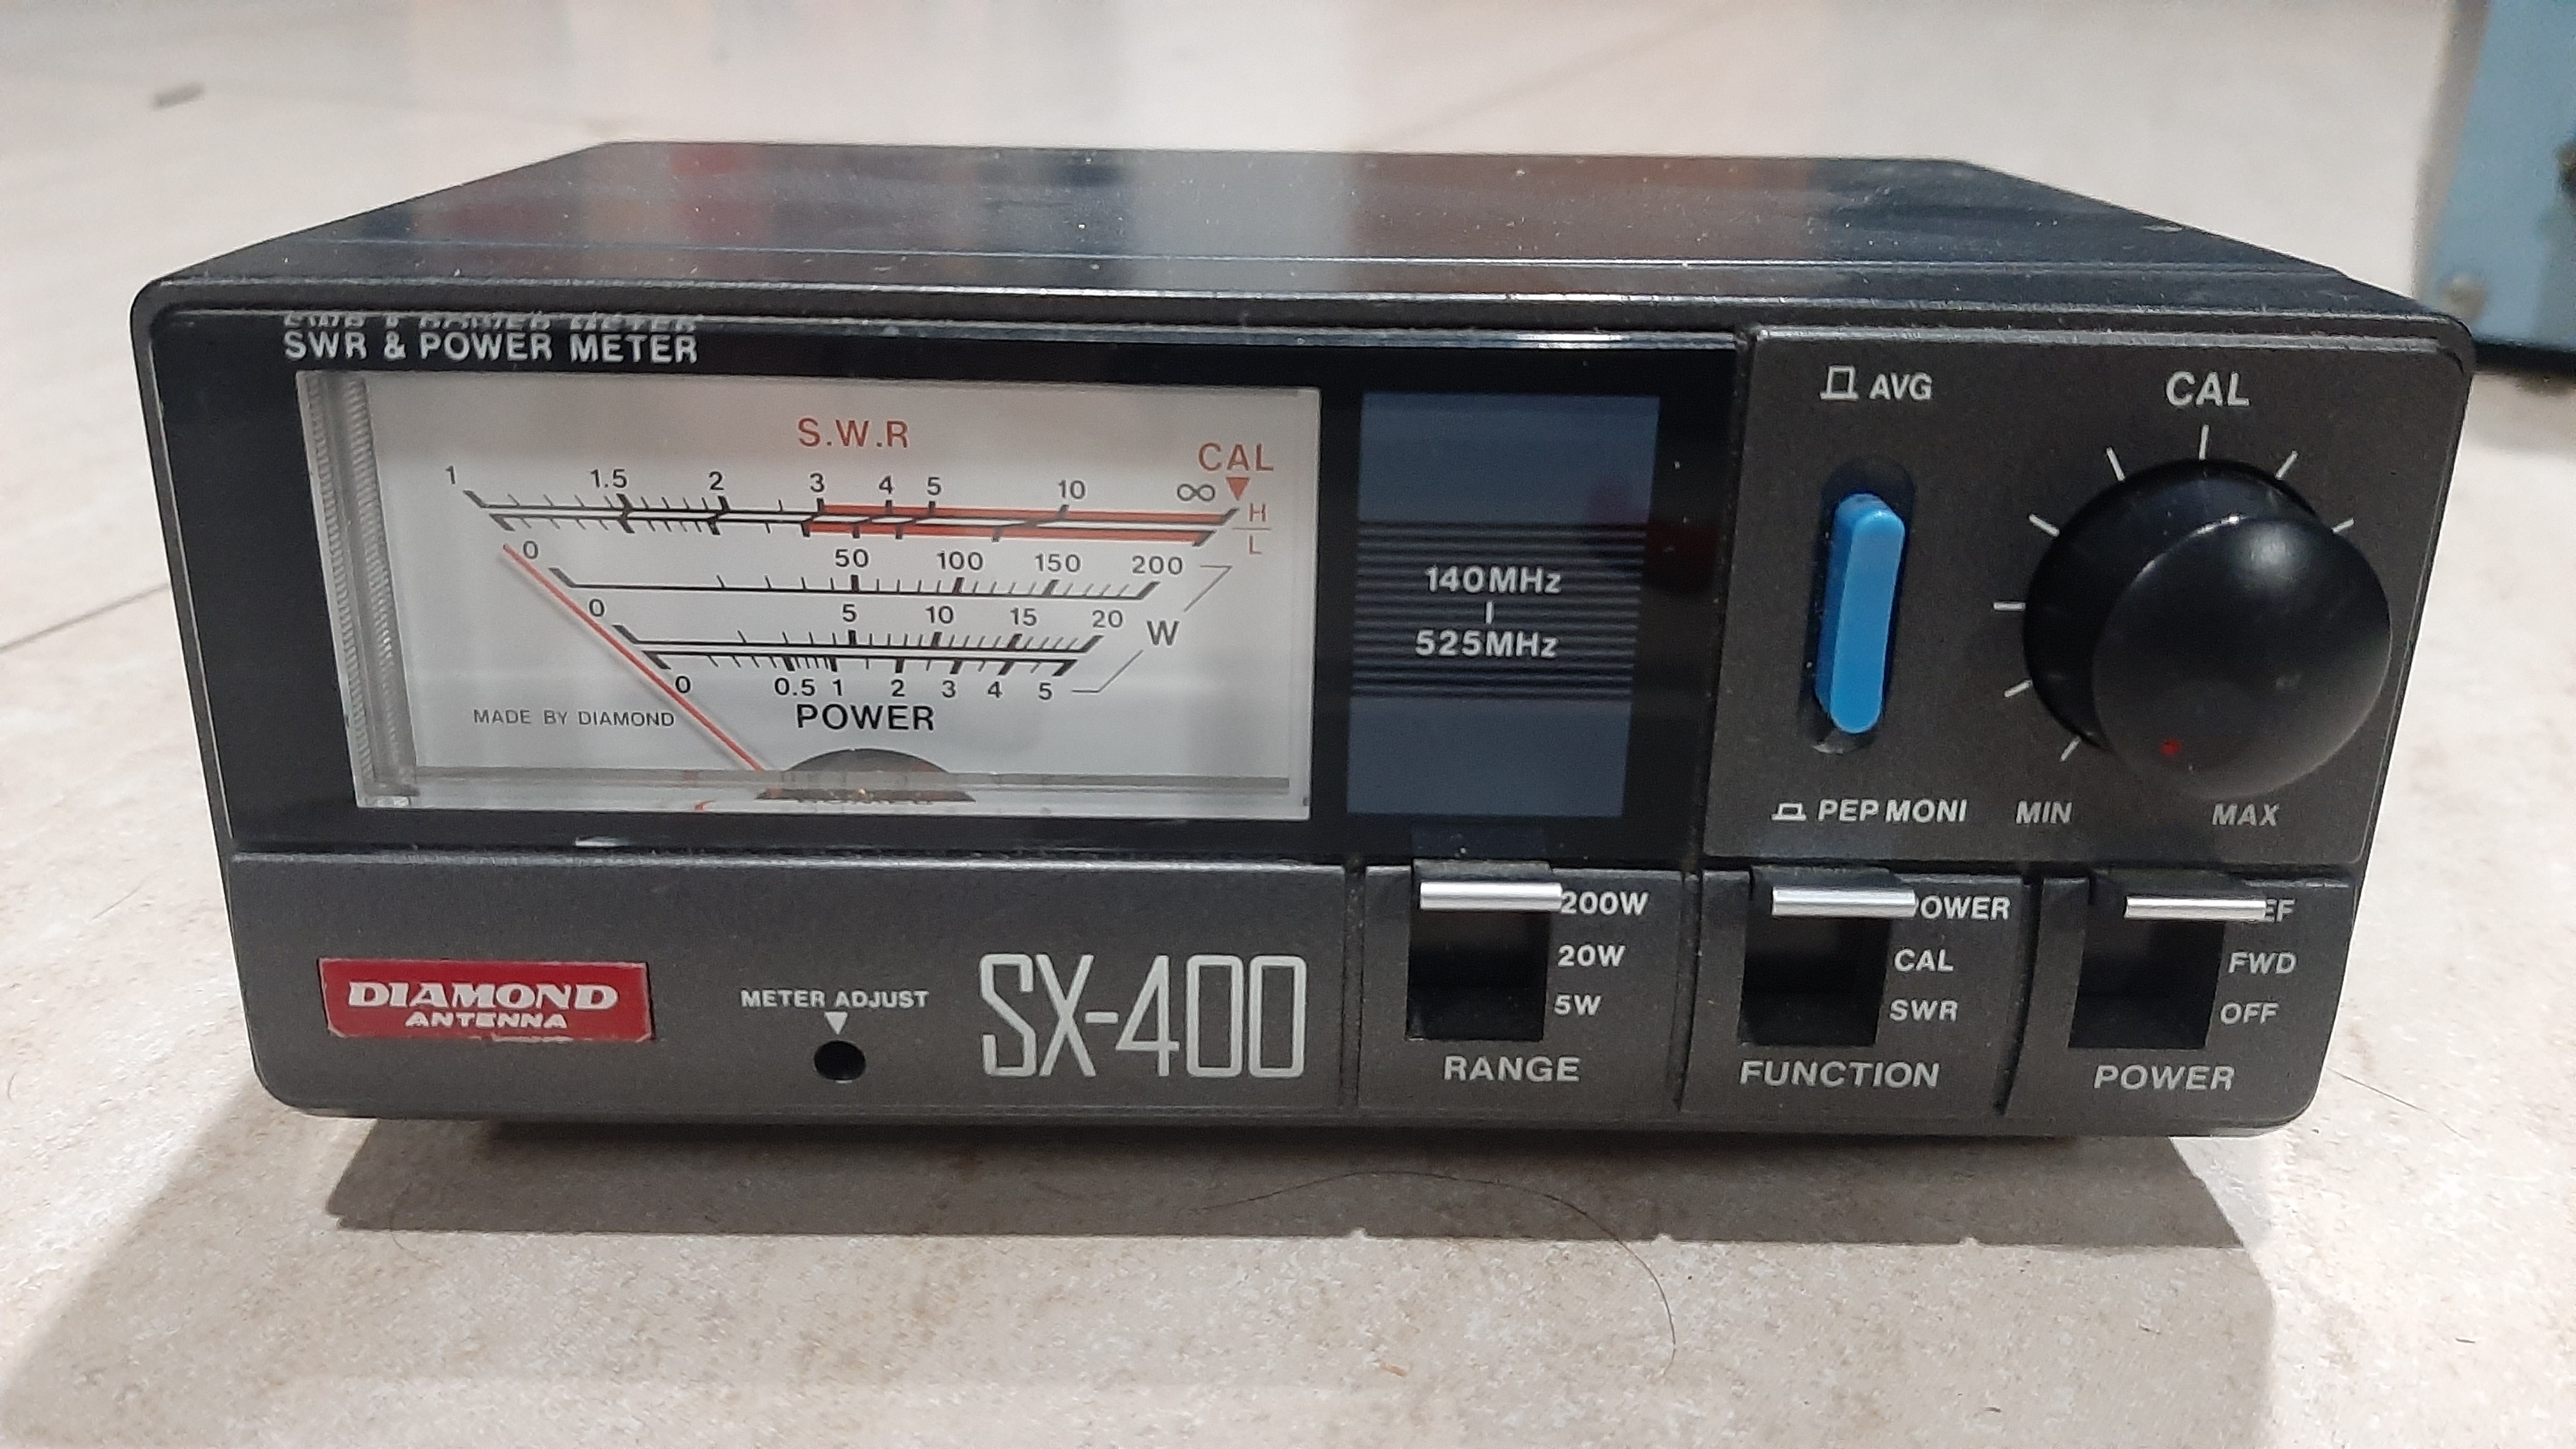 SWR & POWER METER
S.W.R
CAL
1 1.5 2 3 4 5 10 ∞
H
L
0 50 100 150 200
0 5 10 15 20
W
0 0.5 1 2 3 4 5
MADE BY DIAMOND
POWER
140MHz
525MHz
AVG
PEP MONI
CAL
MIN MAX
DIAMOND
ANTENNA
METER ADJUST
SX-400
200W
20W
5W
RANGE
OWER
CAL
SWR
FUNCTION
EF
FWD
OFF
POWER